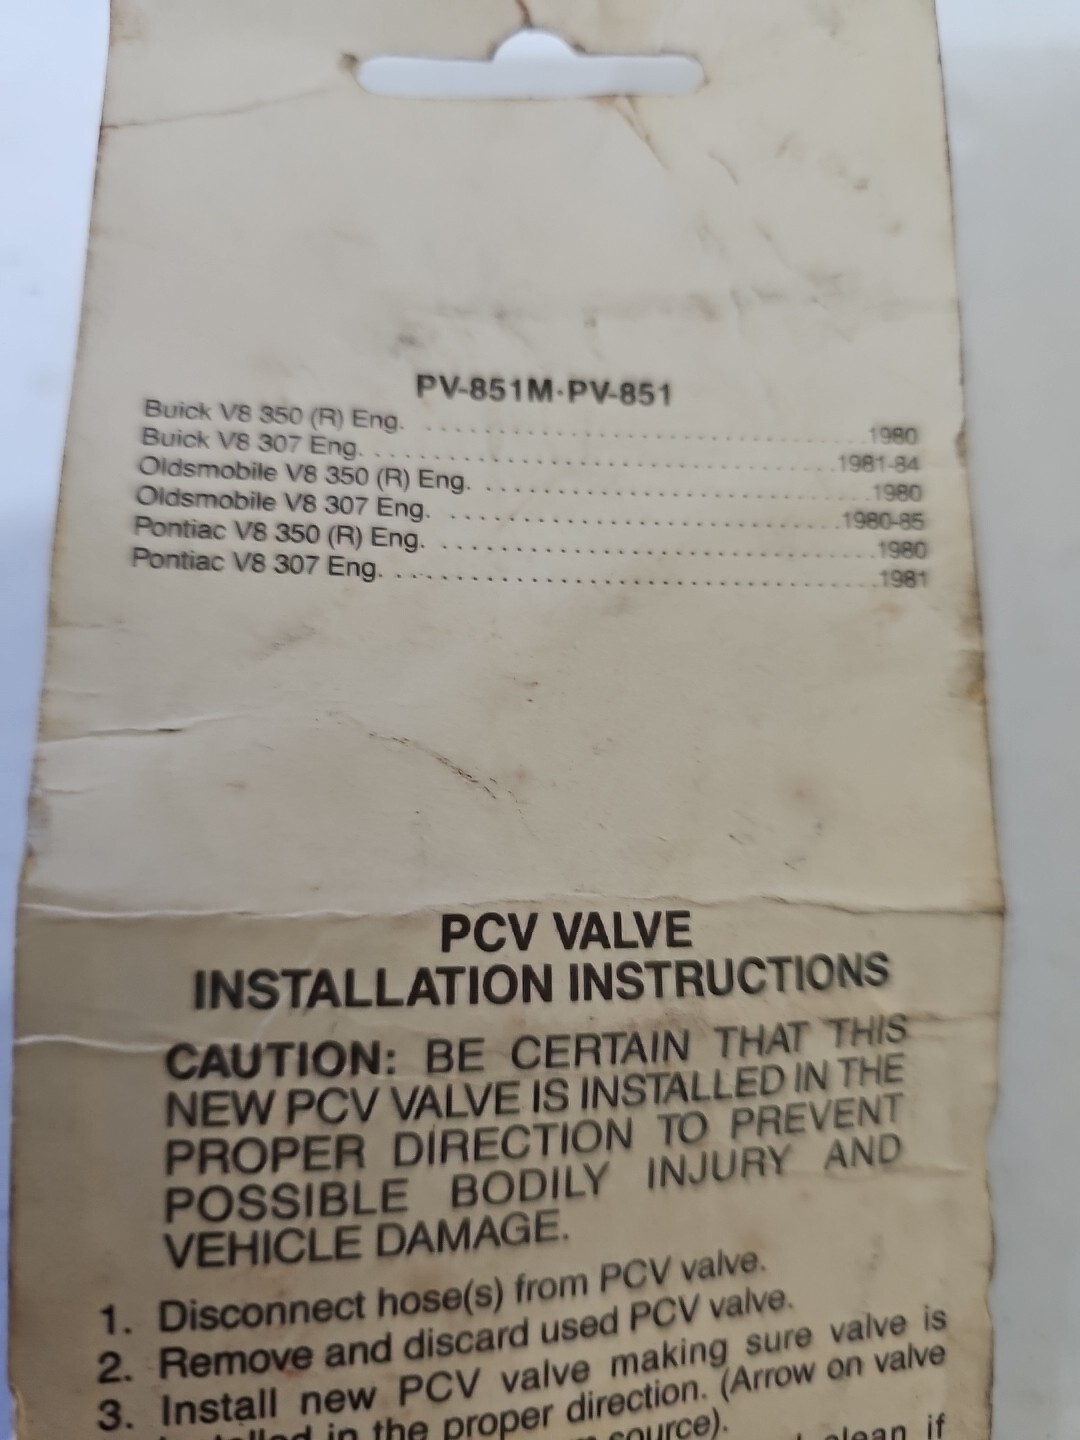 PV-851M·PV-851
Buick V8 350 (R) Eng. ........................................ 1980
Buick V8 307 Eng. ........................................ 1981-84
Oldsmobile V8 350 (R) Eng. ........................................ 1980
Oldsmobile V8 307 Eng. ........................................ 1980-85
Pontiac V8 350 (R) Eng. ........................................ 1980
Pontiac V8 307 Eng. ........................................ 1981
PCV VALVE
INSTALLATION INSTRUCTIONS
CAUTION: BE CERTAIN THAT THIS
NEW PCV VALVE IS INSTALLED IN THE
PROPER DIRECTION TO PREVENT
POSSIBLE BODILY INJURY AND
VEHICLE DAMAGE.
1. Disconnect hose(s) from PCV valve.
2. Remove and discard used PCV valve.
3. Install new PCV valve making sure valve is
in the proper direction. (Arrow on valve
source).
clean if